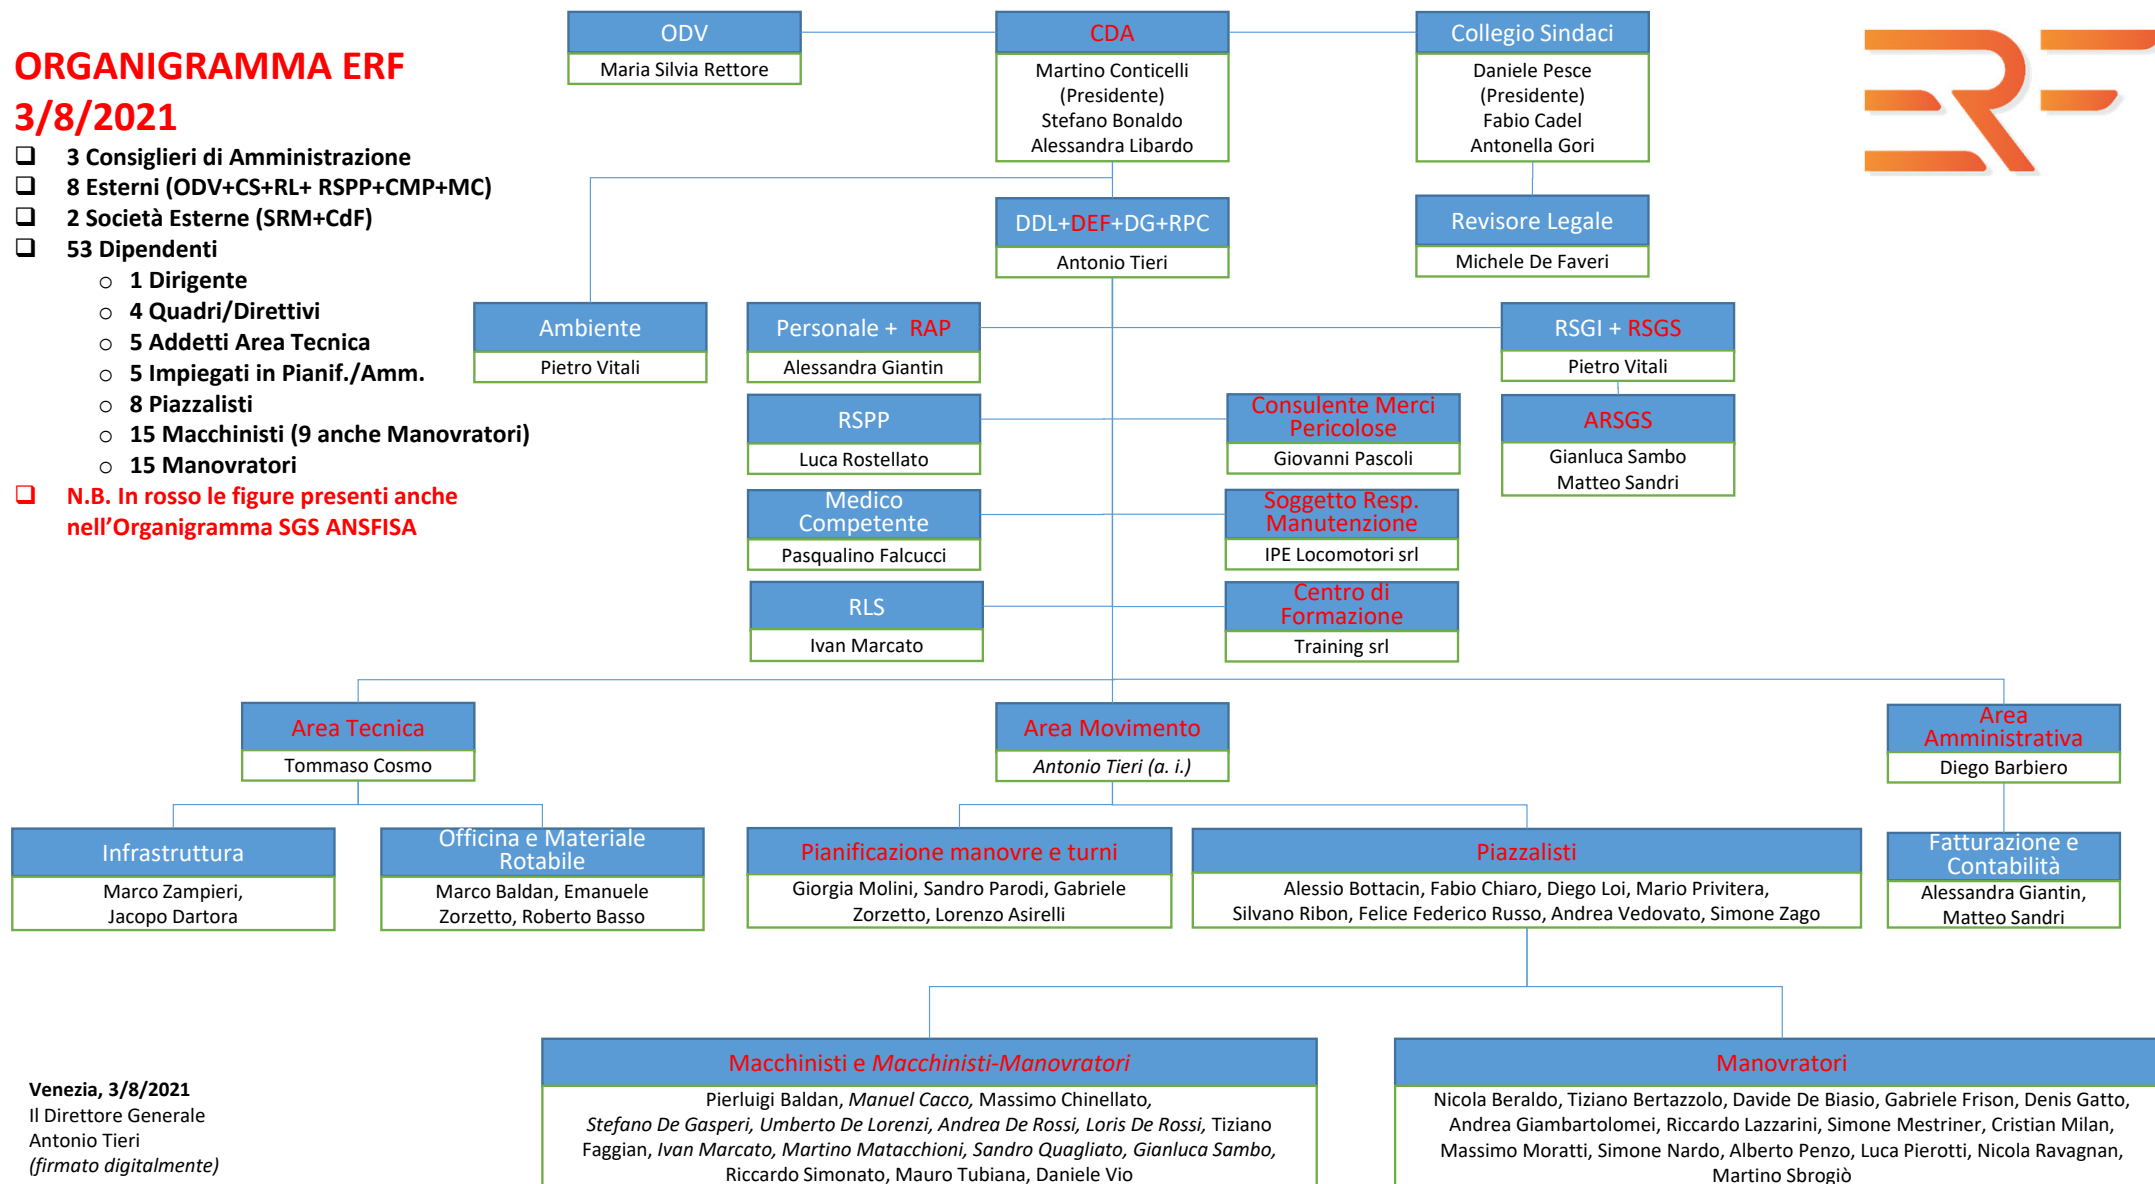 ORGANIGRAMMA ERF
3/8/2021
❑ 3 Consiglieri di Amministrazione
❑ 8 Esterni (ODV+CS+RL+ RSPP+CMP+MC)
❑ 2 Società Esterne (SRM+CdF)
❑ 53 Dipendenti
o 1 Dirigente
o 4 Quadri/Direttivi
o 5 Addetti Area Tecnica
o 5 Impiegati in Pianif./Amm.
o 8 Piazzalisti
o 15 Macchinisti (9 anche Manovratori)
o 15 Manovratori
❑ N.B. In rosso le figure presenti anche
nell'Organigramma SGS ANSFISA
ODV
Maria Silvia Rettore
CDA
Martino Conticelli
(Presidente)
Stefano Bonaldo
Alessandra Libardo
Collegio Sindaci
Daniele Pesce
(Presidente)
Fabio Cadel
Antonella Gori
ERF
DDL+DEF+DG+RPC
Antonio Tieri
Revisore Legale
Michele De Faveri
Ambiente
Pietro Vitali
Personale + RAP
Alessandra Giantin
RSGI + RSGS
Pietro Vitali
RSPP
Luca Rostellato
Consulente Merci
Pericolose
Giovanni Pascoli
ARSGS
Gianluca Sambo
Matteo Sandri
Medico
Competente
Pasqualino Falcucci
Soggetto Resp.
Manutenzione
IPE Locomotori srl
RLS
Ivan Marcato
Centro di
Formazione
Training srl
Area Tecnica
Tommaso Cosmo
Area Movimento
Antonio Tieri (a. i.)
Area
Amministrativa
Diego Barbiero
Infrastruttura
Marco Zampieri,
Jacopo Dartora
Officina e Materiale
Rotabile
Marco Baldan, Emanuele
Zorzetto, Roberto Basso
Pianificazione manovre e turni
Giorgia Molini, Sandro Parodi, Gabriele
Zorzetto, Lorenzo Asirelli
Piazzalisti
Alessio Bottacin, Fabio Chiaro, Diego Loi, Mario Privitera,
Silvano Ribon, Felice Federico Russo, Andrea Vedovato, Simone Zago
Fatturazione e
Contabilità
Alessandra Giantin,
Matteo Sandri
Macchinisti e Macchinisti-Manovratori
Pierluigi Baldan, Manuel Cacco, Massimo Chinellato,
Stefano De Gasperi, Umberto De Lorenzi, Andrea De Rossi, Loris De Rossi, Tiziano
Faggian, Ivan Marcato, Martino Matacchioni, Sandro Quagliato, Gianluca Sambo,
Riccardo Simonato, Mauro Tubiana, Daniele Vio
Manovratori
Nicola Beraldo, Tiziano Bertazzolo, Davide De Biasio, Gabriele Frison, Denis Gatto,
Andrea Giambartolomei, Riccardo Lazzarini, Simone Mestriner, Cristian Milan,
Massimo Moratti, Simone Nardo, Alberto Penzo, Luca Pierotti, Nicola Ravagnan,
Martino Sbrogiò
Venezia, 3/8/2021
Il Direttore Generale
Antonio Tieri
(firmato digitalmente)